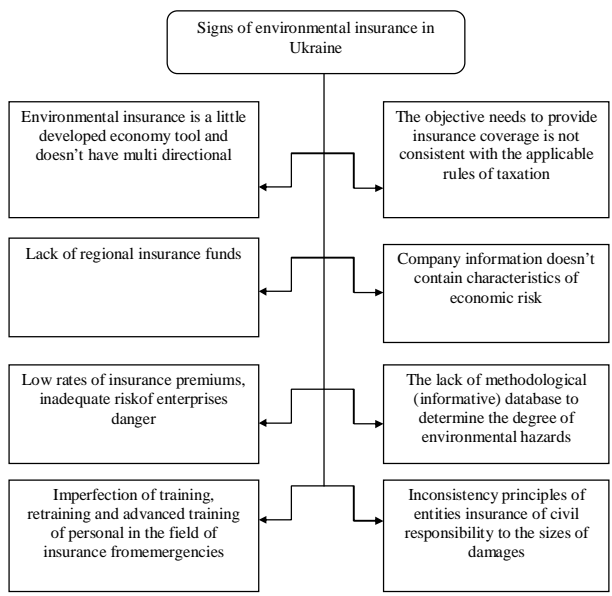 Signs of environmental insurance in
Ukraine
Environmental insurance is a little
developed economy tool and
doesn't have multi directional
The objective needs to provide
insurance coverage is not
consistent with the applicable
rules of taxation
Lack of regional insurance funds
Company information doesn't
contain characteristics of
economic risk
Low rates of insurance premiums,
inadequate riskof enterprises
danger
The lack of methodological
(informative) database to
determine the degree of
environmental hazards
Imperfection of training,
retraining and advanced training
of personal in the field of
insurance fromemergencies
Inconsistency principles of
entities insurance of civil
responsibility to the sizes of
damages